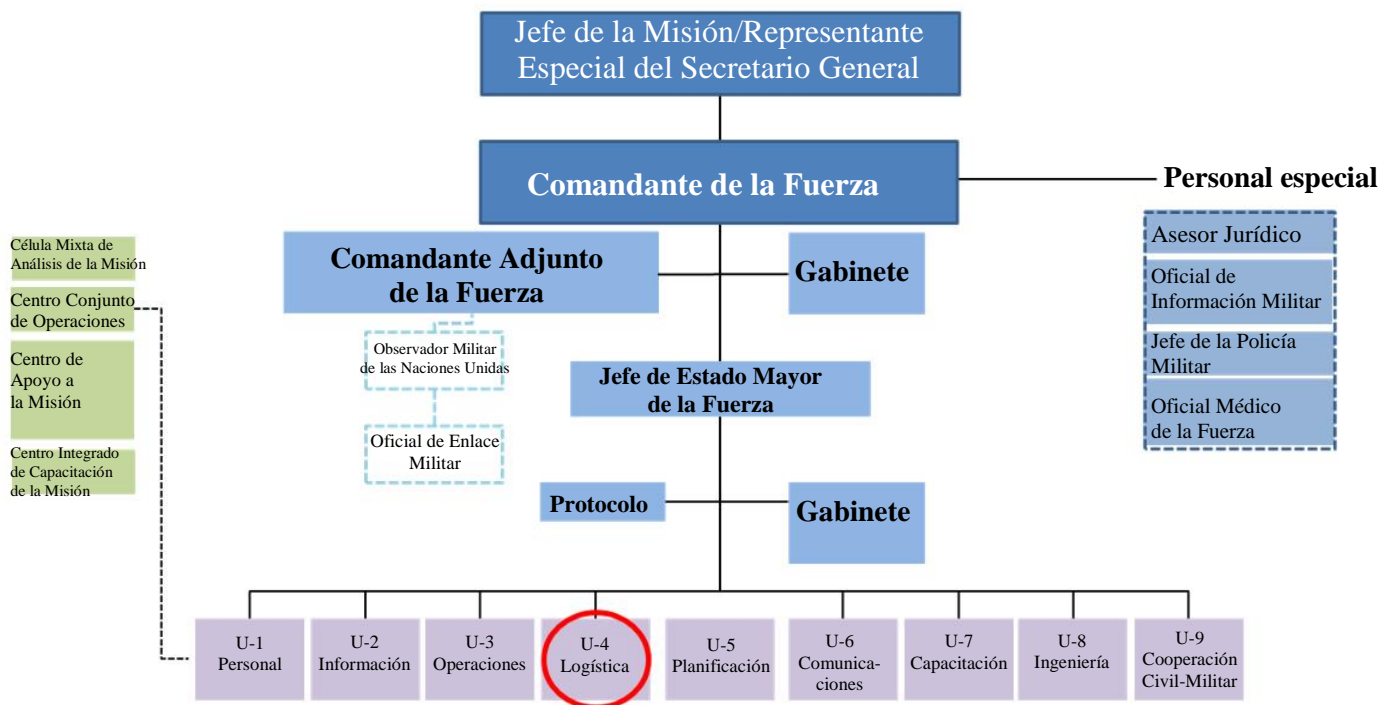 Jefe de la Misión/Representante
Especial del Secretario General
Comandante de la Fuerza
Personal especial
Célula Mixta de
Análisis de la Misión
Centro Conjunto
de Operaciones
Centro de
Apoyo a
la Misión
Centro Integrado
de Capacitación
de la Misión
Comandante Adjunto
de la Fuerza
Gabinete
Observador Militar
de las Naciones Unidas
Oficial de Enlace
Militar
Jefe de Estado Mayor
de la Fuerza
Asesor Jurídico
Oficial de
Información Militar
Jefe de la Policía
Militar
Oficial Médico
de la Fuerza
Protocolo
Gabinete
U-1
Personal
U-2
Información
U-3
Operaciones
U-4
Logística
U-5
Planificación
U-6
Comunica-
ciones
U-7
Capacitación
U-8
Ingeniería
U-9
Cooperación
Civil-Militar